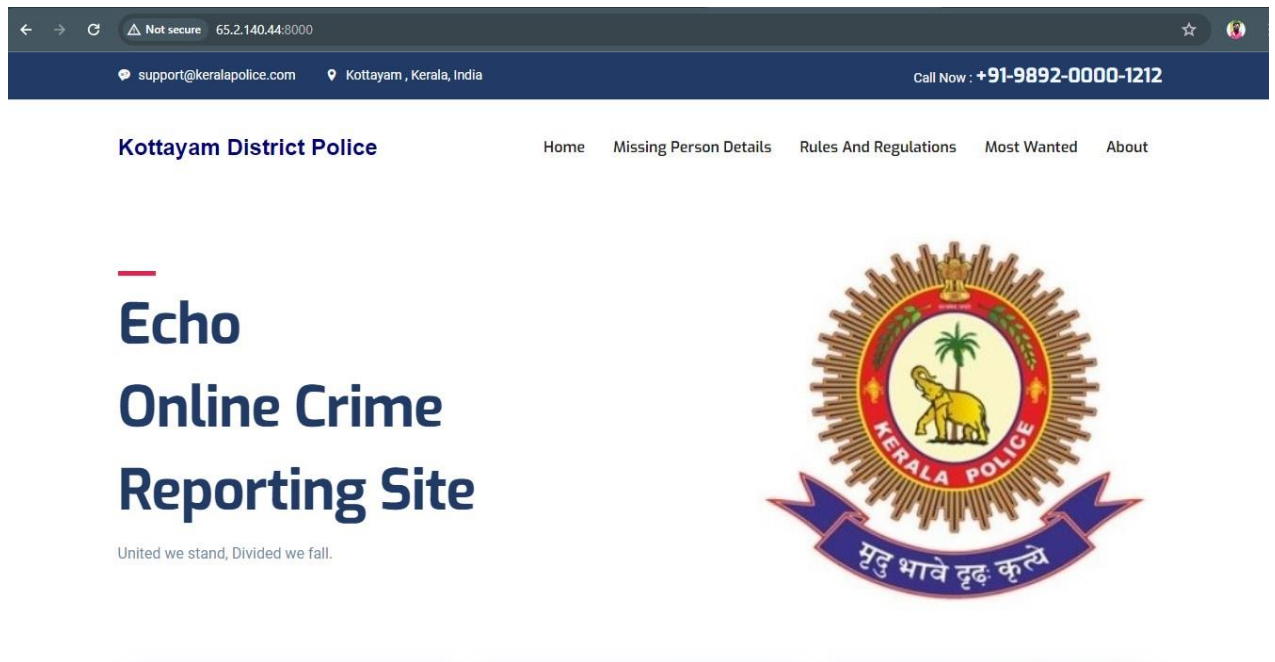 Not secure 65.2.140.44:8000
support@keralapolice.com Kottayam , Kerala, India Call Now : +91-9892-0000-1212
Kottayam District Police Home Missing Person Details Rules And Regulations Most Wanted About
Echo
Online Crime
Reporting Site
United we stand, Divided we fall.
KERALA POLICE
मृदु भावे दृढः कृत्ये